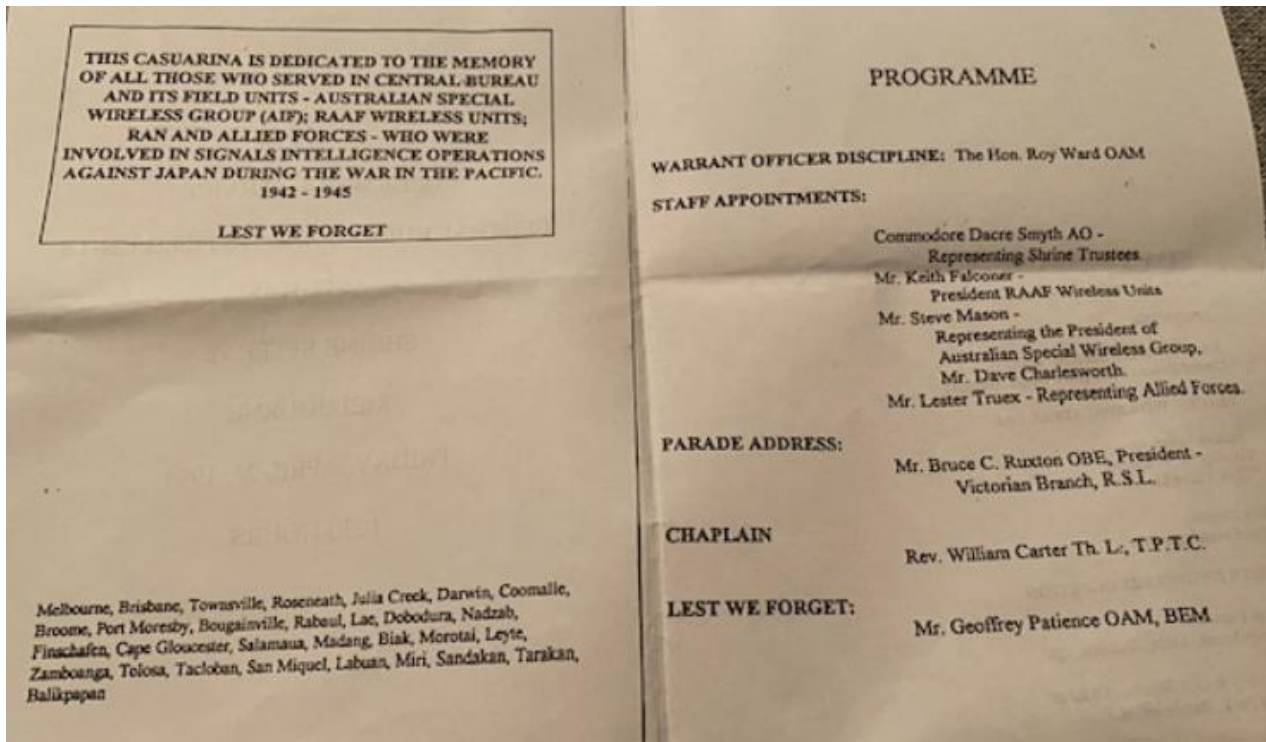 THIS CASUARINA IS DEDICATED TO THE MEMORY
OF ALL THOSE WHO SERVED IN CENTRAL BUREAU
AND ITS FIELD UNITS - AUSTRALIAN SPECIAL
WIRELESS GROUP (AIF); RAAF WIRELESS UNITS;
RAN AND ALLIED FORCES - WHO WERE
INVOLVED IN SIGNALS INTELLIGENCE OPERATIONS
AGAINST JAPAN DURING THE WAR IN THE PACIFIC.
1942 - 1945
LEST WE FORGET
Melbourne, Brisbane, Townsville, Roseneath, Julia Creek, Darwin, Coomalie,
Broome, Port Moresby, Bougainville, Rabaul, Lae, Dobodura, Nadzab,
Finschafen, Cape Gloucester, Salamaua, Madang, Biak, Morotai, Leyte,
Zamboanga, Tolosa, Tacloban, San Miquel, Labuan, Miri, Sandakan, Tarakan,
Balikpapan
PROGRAMME
WARRANT OFFICER DISCIPLINE: The Hon. Roy Ward OAM
STAFF APPOINTMENTS:
Commodore Dacre Smyth AO -
Representing Shrine Trustees
Mr. Keith Falconer -
President RAAF Wireless Units
Mr. Steve Mason -
Representing the President of
Australian Special Wireless Group,
Mr. Dave Charlesworth.
Mr. Lester Truex - Representing Allied Forces.
PARADE ADDRESS:
Mr. Bruce C. Ruxton OBE, President -
Victorian Branch, R.S.L.
CHAPLAIN
Rev. William Carter Th. L., T.P.T.C.
LEST WE FORGET:
Mr. Geoffrey Patience OAM, BEM